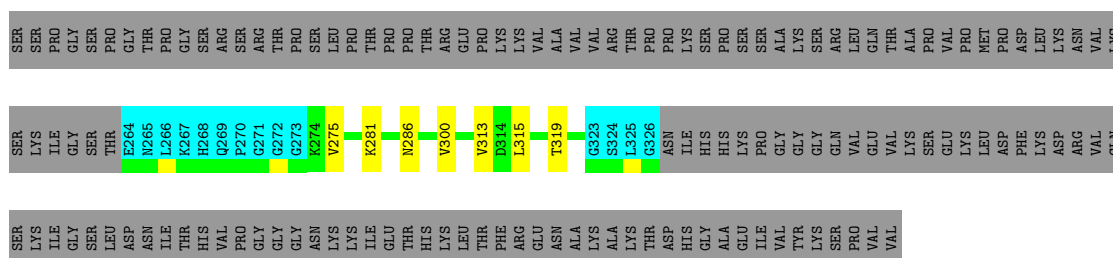 SER SER PRO GLY SER PRO GLY THR PRO GLY SER ARG SER ARG THR PRO SER LEU PRO THR PRO PRO THR ARG GLU PRO LYS LYS VAL ALA VAL VAL ARG THR PRO PRO LYS SER PRO SER SER ALA LYS SER ARG LEU GLN THR ALA PRO VAL PRO MET PRO ASP LEU LYS ASN VAL LYS
SER LYS ILE GLY SER THR E264 N265 L266 K267 H268 Q269 P270 G271 G272 G273 K274 V275 K281 N286 V300 V313 D314 L315 T319 G323 S324 L325 G326 ASN ILE HIS HIS LYS PRO GLY GLY GLY GLN VAL GLU VAL LYS SER GLU LYS LEU ASP PHE LYS ASP ARG VAL GLN
SER LYS ILE GLY SER LEU ASP ASN ILE THR HIS VAL PRO GLY GLY GLY ASN LYS LYS ILE GLU THR HIS LYS LEU THR PHE ARG GLU ASN ALA LYS ALA LYS THR ASP HIS GLY ALA GLU ILE VAL TYR LYS SER PRO VAL VAL